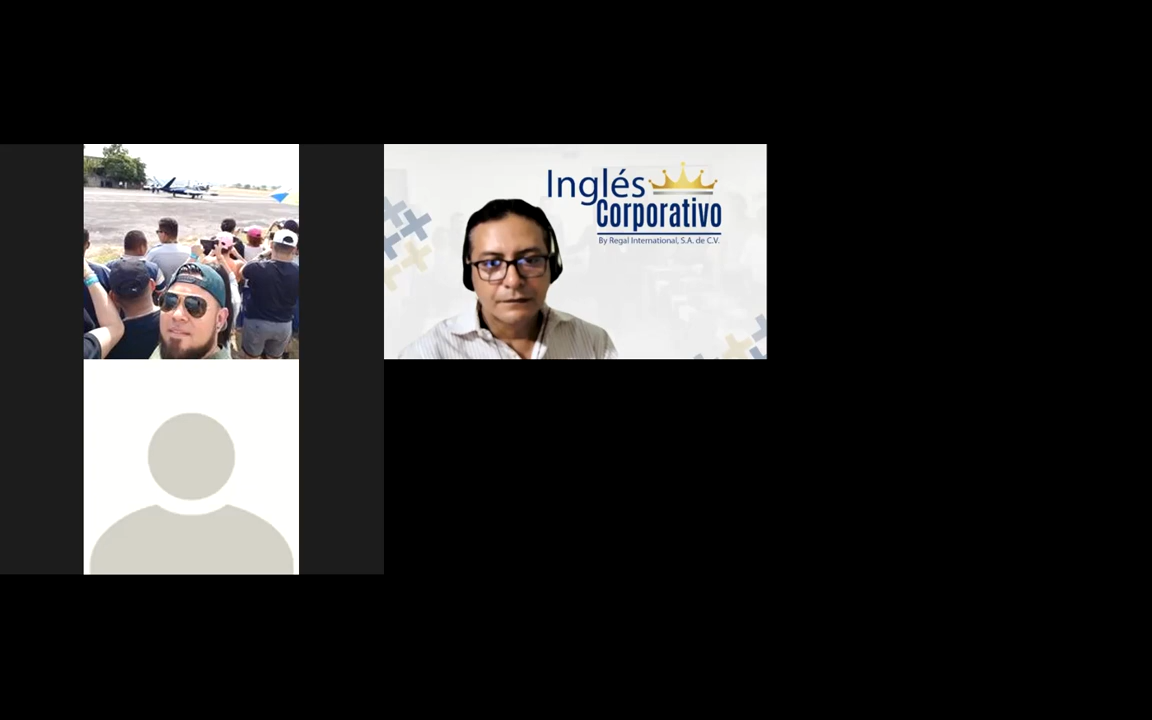 Inglés
Corporativo
By Regal International, S.A. de C.V.